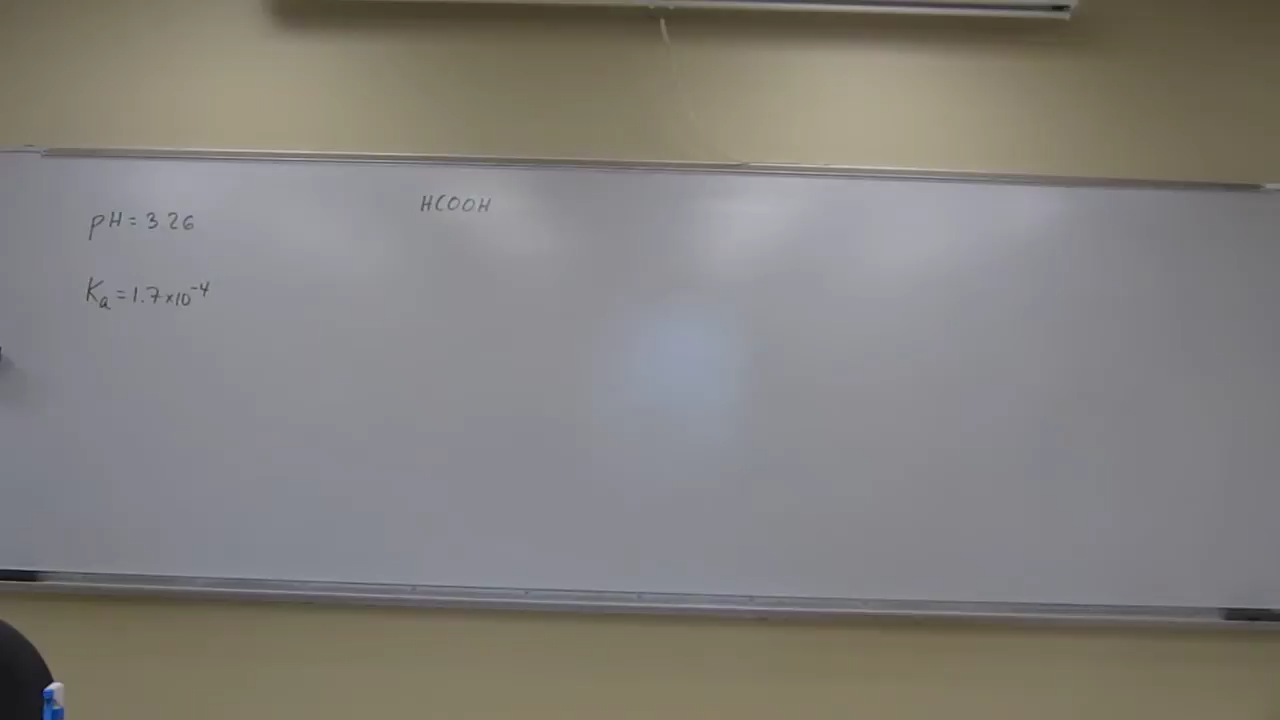 HCOOH
pH = 3.26
Ka = 1.7 × 10⁻⁴